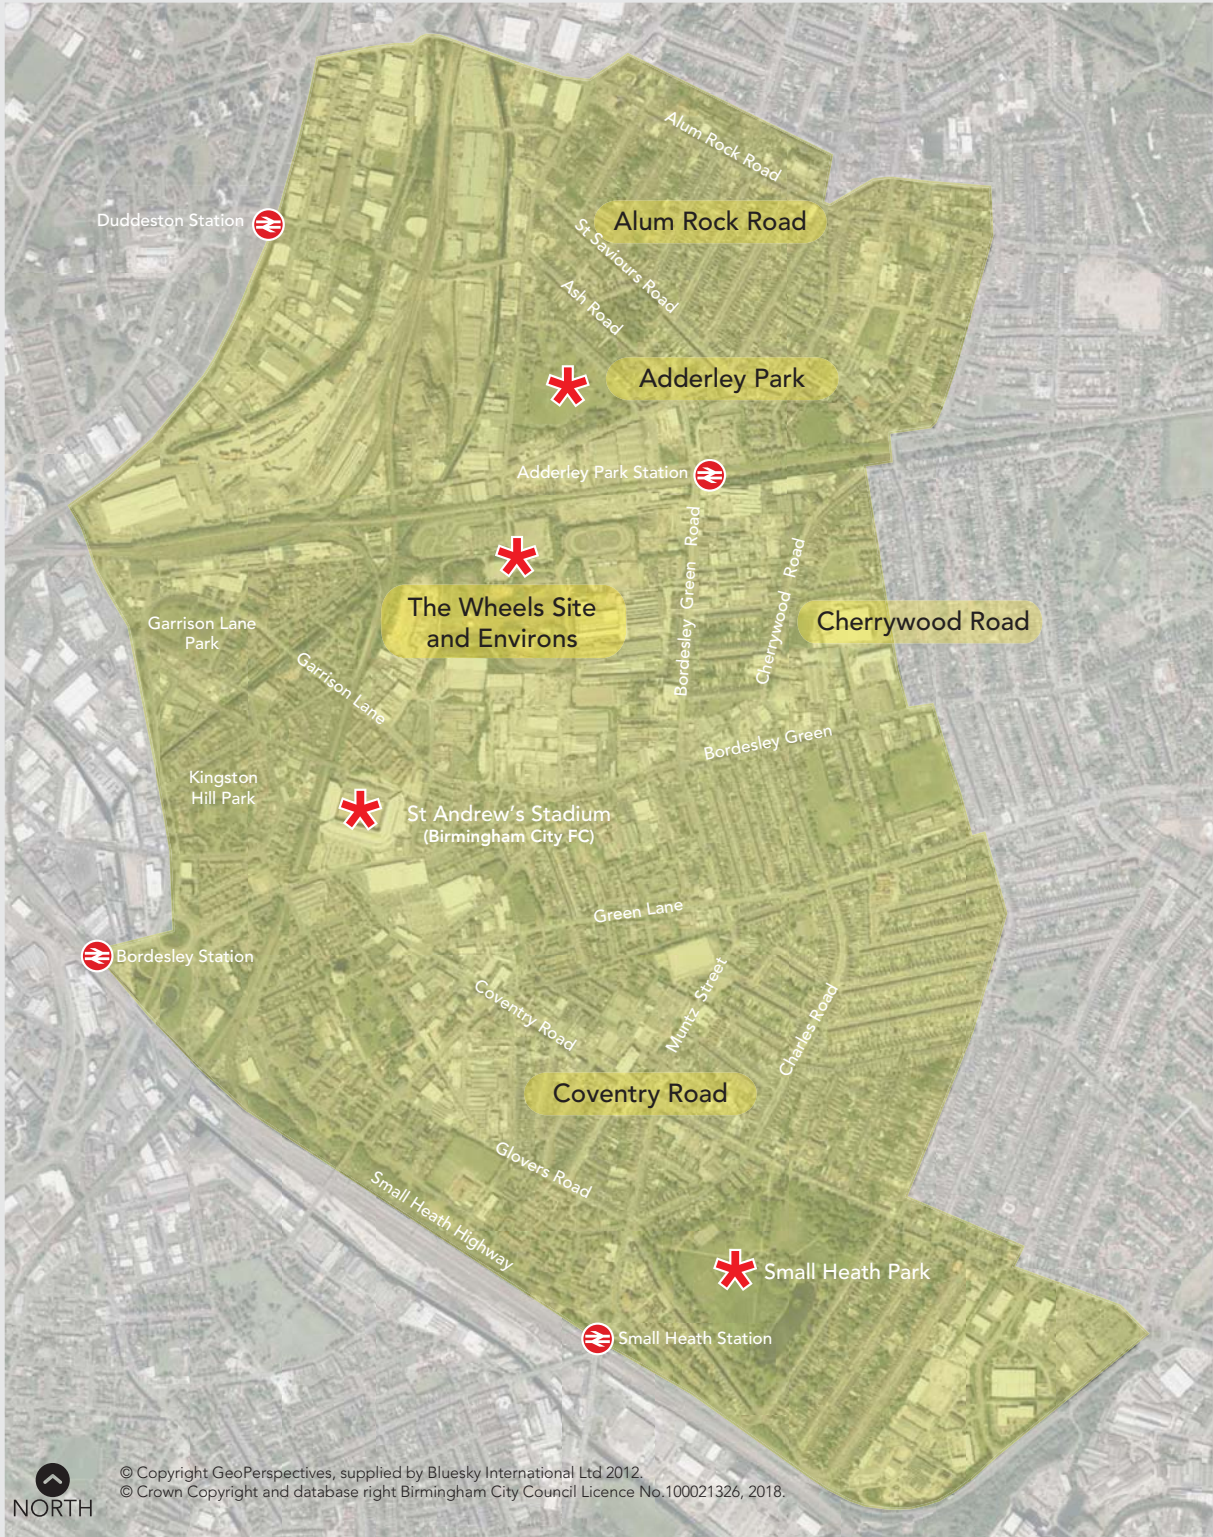 Alum Rock Road
Duddeston Station
Alum Rock Road
St Saviours Road
Ash Road
Adderley Park
Adderley Park Station
Bordesley Green Road
Cherrywood Road
The Wheels Site
and Environs
Cherrywood Road
Garrison Lane
Park
Garrison Lane
Bordesley Green
Kingston
Hill Park
St Andrew's Stadium
(Birmingham City FC)
Green Lane
Bordesley Station
Muntz Street
Coventry Road
Charles Road
Coventry Road
Glovers Road
Small Heath Highway
Small Heath Park
Small Heath Station
© Copyright GeoPerspectives, supplied by Bluesky International Ltd 2012.
© Crown Copyright and database right Birmingham City Council Licence No.100021326, 2018.
NORTH